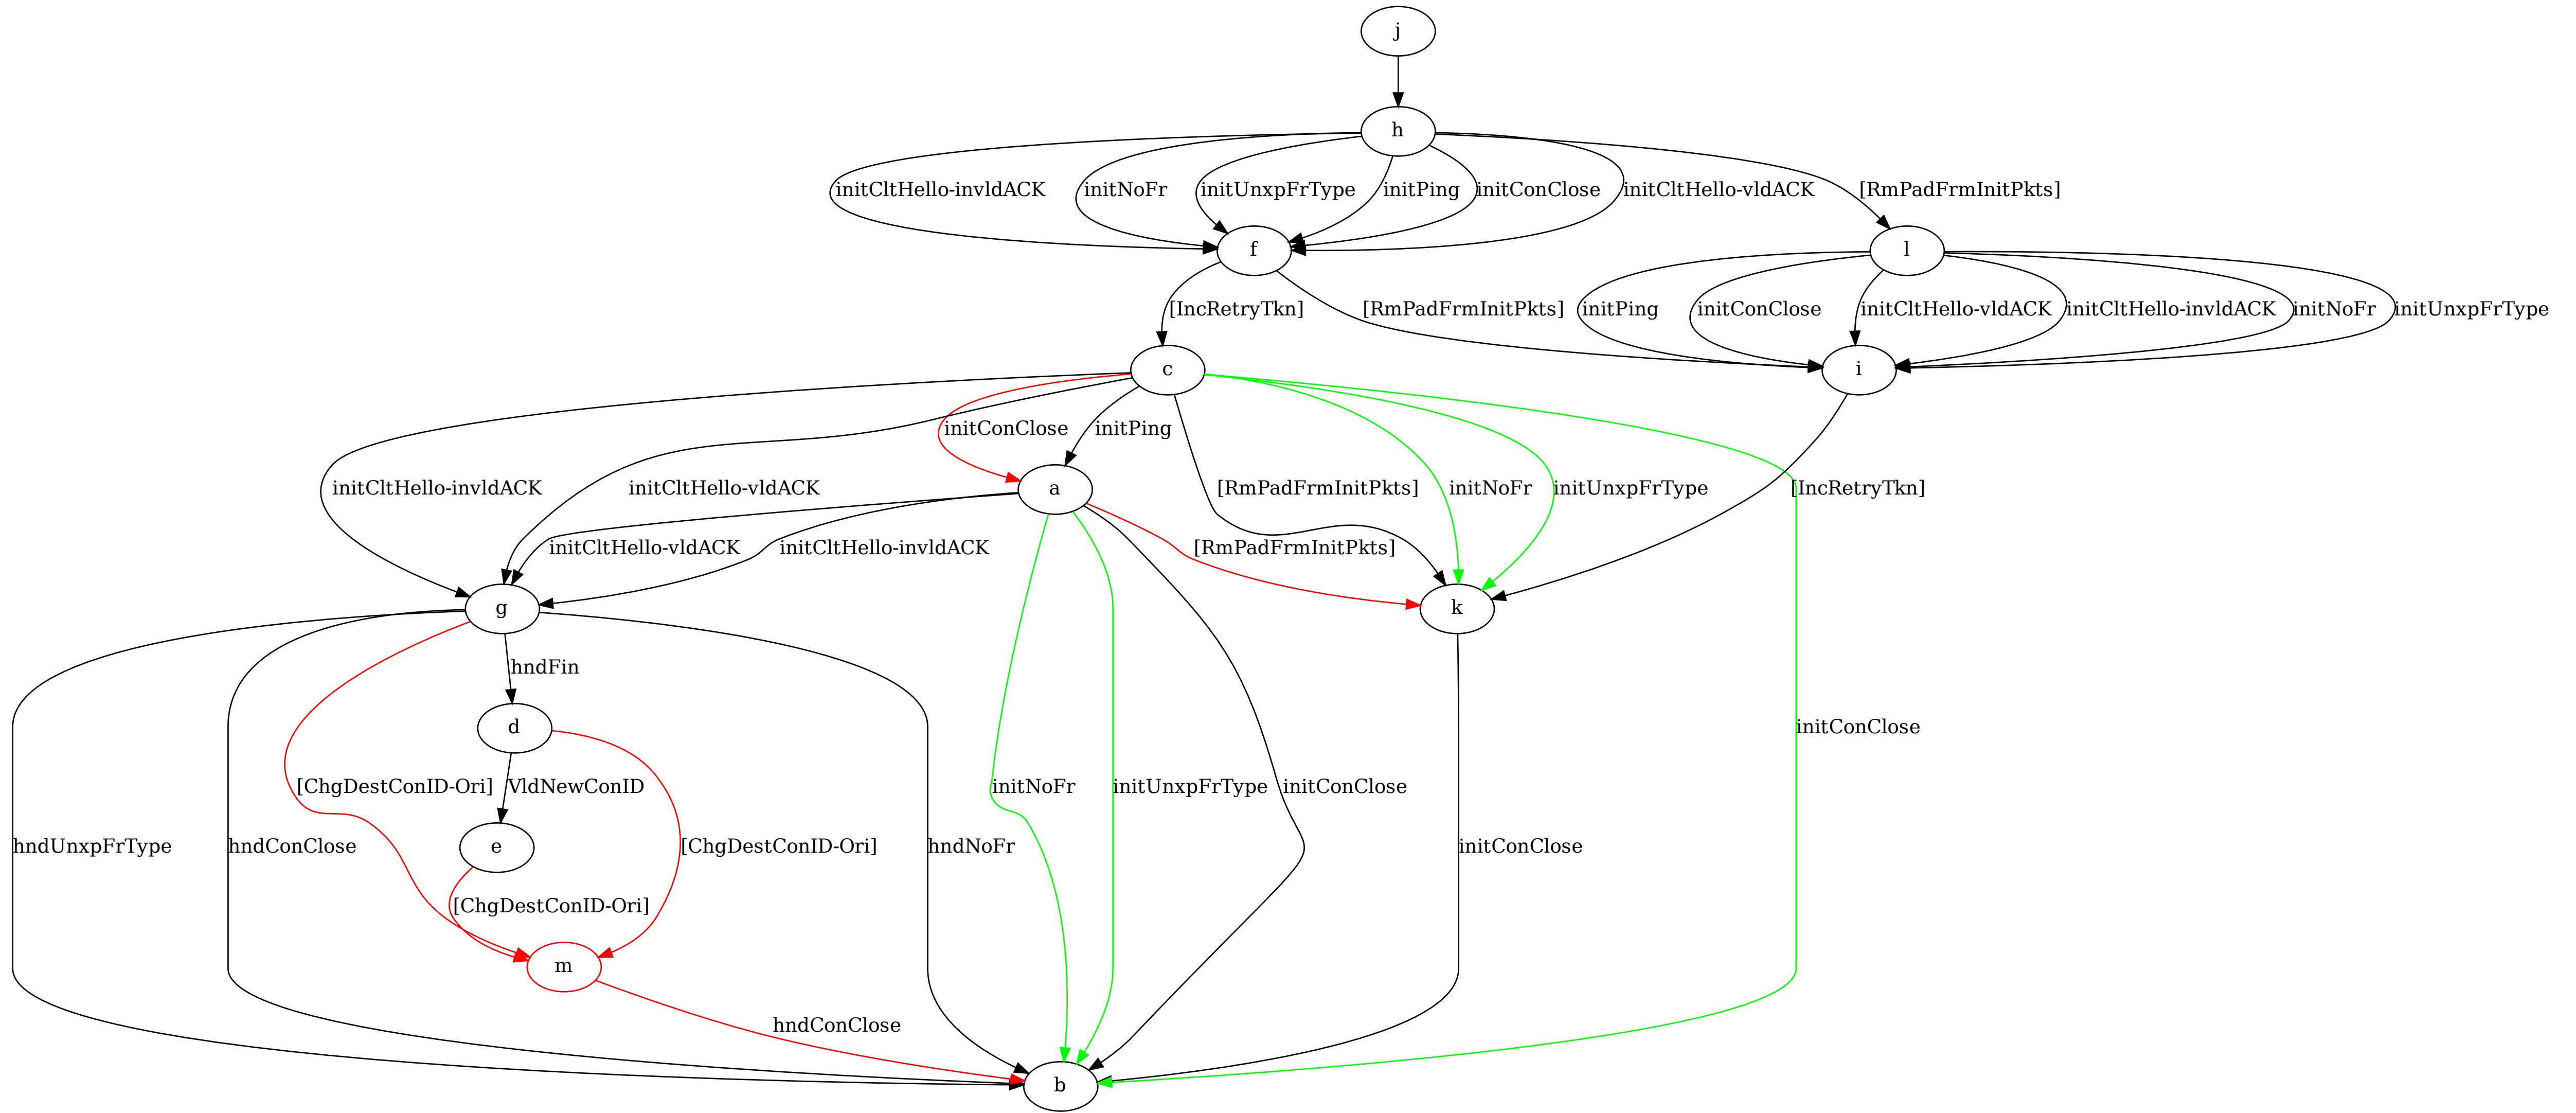 j
h
initCltHello-invldACK initNoFr initUnxpFrType initPing initConClose initCltHello-vldACK [RmPadFrmInitPkts]
f l
[IncRetryTkn] [RmPadFrmInitPkts] initPing initConClose initCltHello-vldACK initCltHello-invldACK initNoFr initUnxpFrType
c i
initConClose initPing
initCltHello-invldACK initCltHello-vldACK a [RmPadFrmInitPkts] initNoFr initUnxpFrType [IncRetryTkn]
initCltHello-vldACK initCltHello-invldACK [RmPadFrmInitPkts]
g k
hndFin
d initConClose
[ChgDestConID-Ori] VldNewConID initNoFr initUnxpFrType initConClose
hndUnxpFrType hndConClose e [ChgDestConID-Ori] hndNoFr initConClose
[ChgDestConID-Ori]
m
hndConClose
b